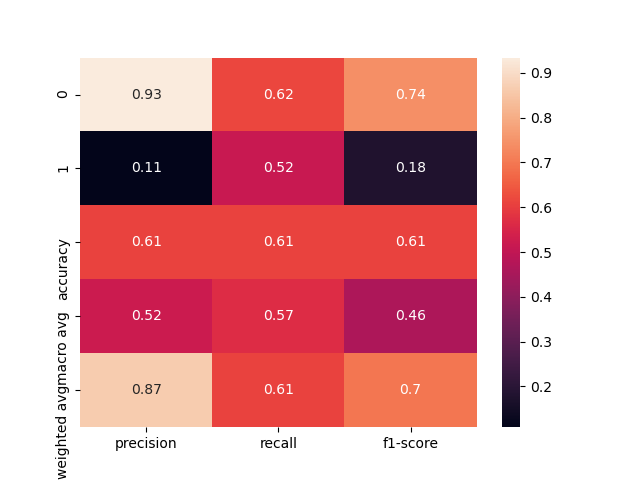 0 0.93 0.62 0.74
1 0.11 0.52 0.18
accuracy 0.61 0.61 0.61
macro avg 0.52 0.57 0.46
weighted avg 0.87 0.61 0.7
precision recall f1-score
0.9
0.8
0.7
0.6
0.5
0.4
0.3
0.2